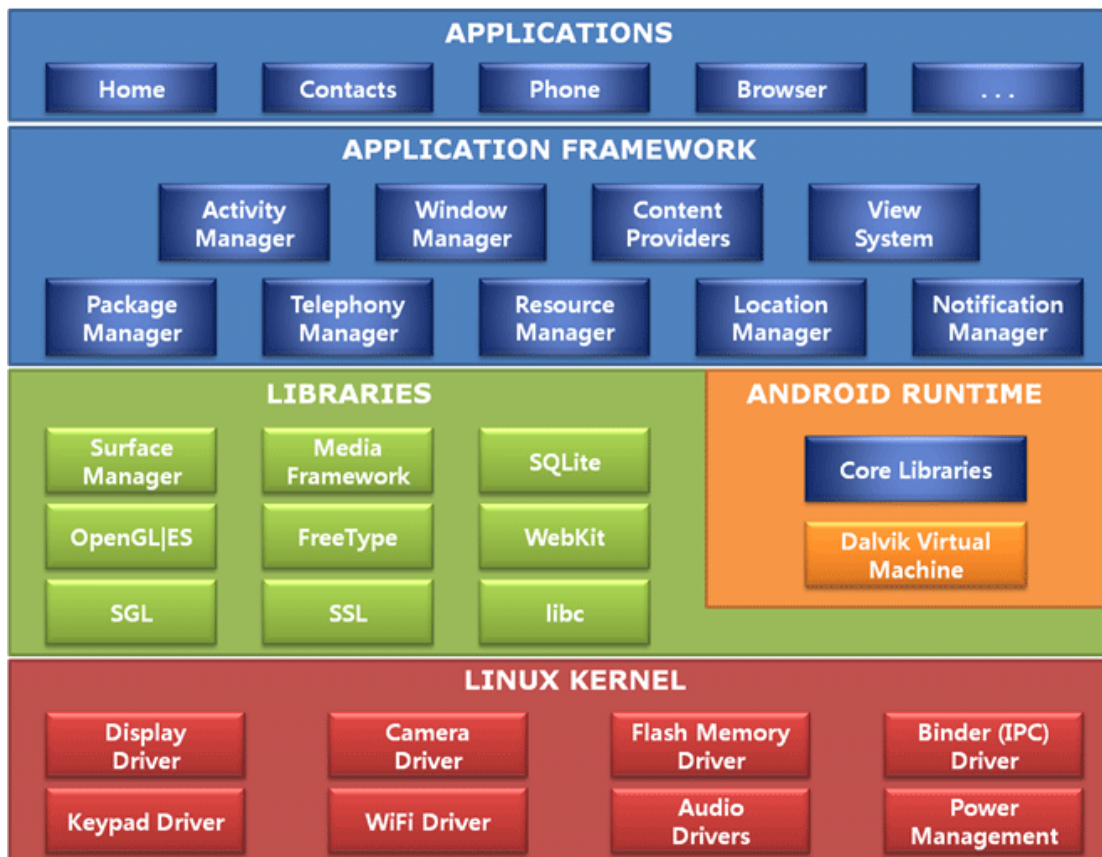 APPLICATIONS
Home
Contacts
Phone
Browser
. . .
APPLICATION FRAMEWORK
Activity
Manager
Window
Manager
Content
Providers
View
System
Package
Manager
Telephony
Manager
Resource
Manager
Location
Manager
Notification
Manager
LIBRARIES
Surface
Manager
Media
Framework
SQLite
OpenGL|ES
FreeType
WebKit
SGL
SSL
libc
ANDROID RUNTIME
Core Libraries
Dalvik Virtual
Machine
LINUX KERNEL
Display
Driver
Camera
Driver
Flash Memory
Driver
Binder (IPC)
Driver
Keypad Driver
WiFi Driver
Audio
Drivers
Power
Management